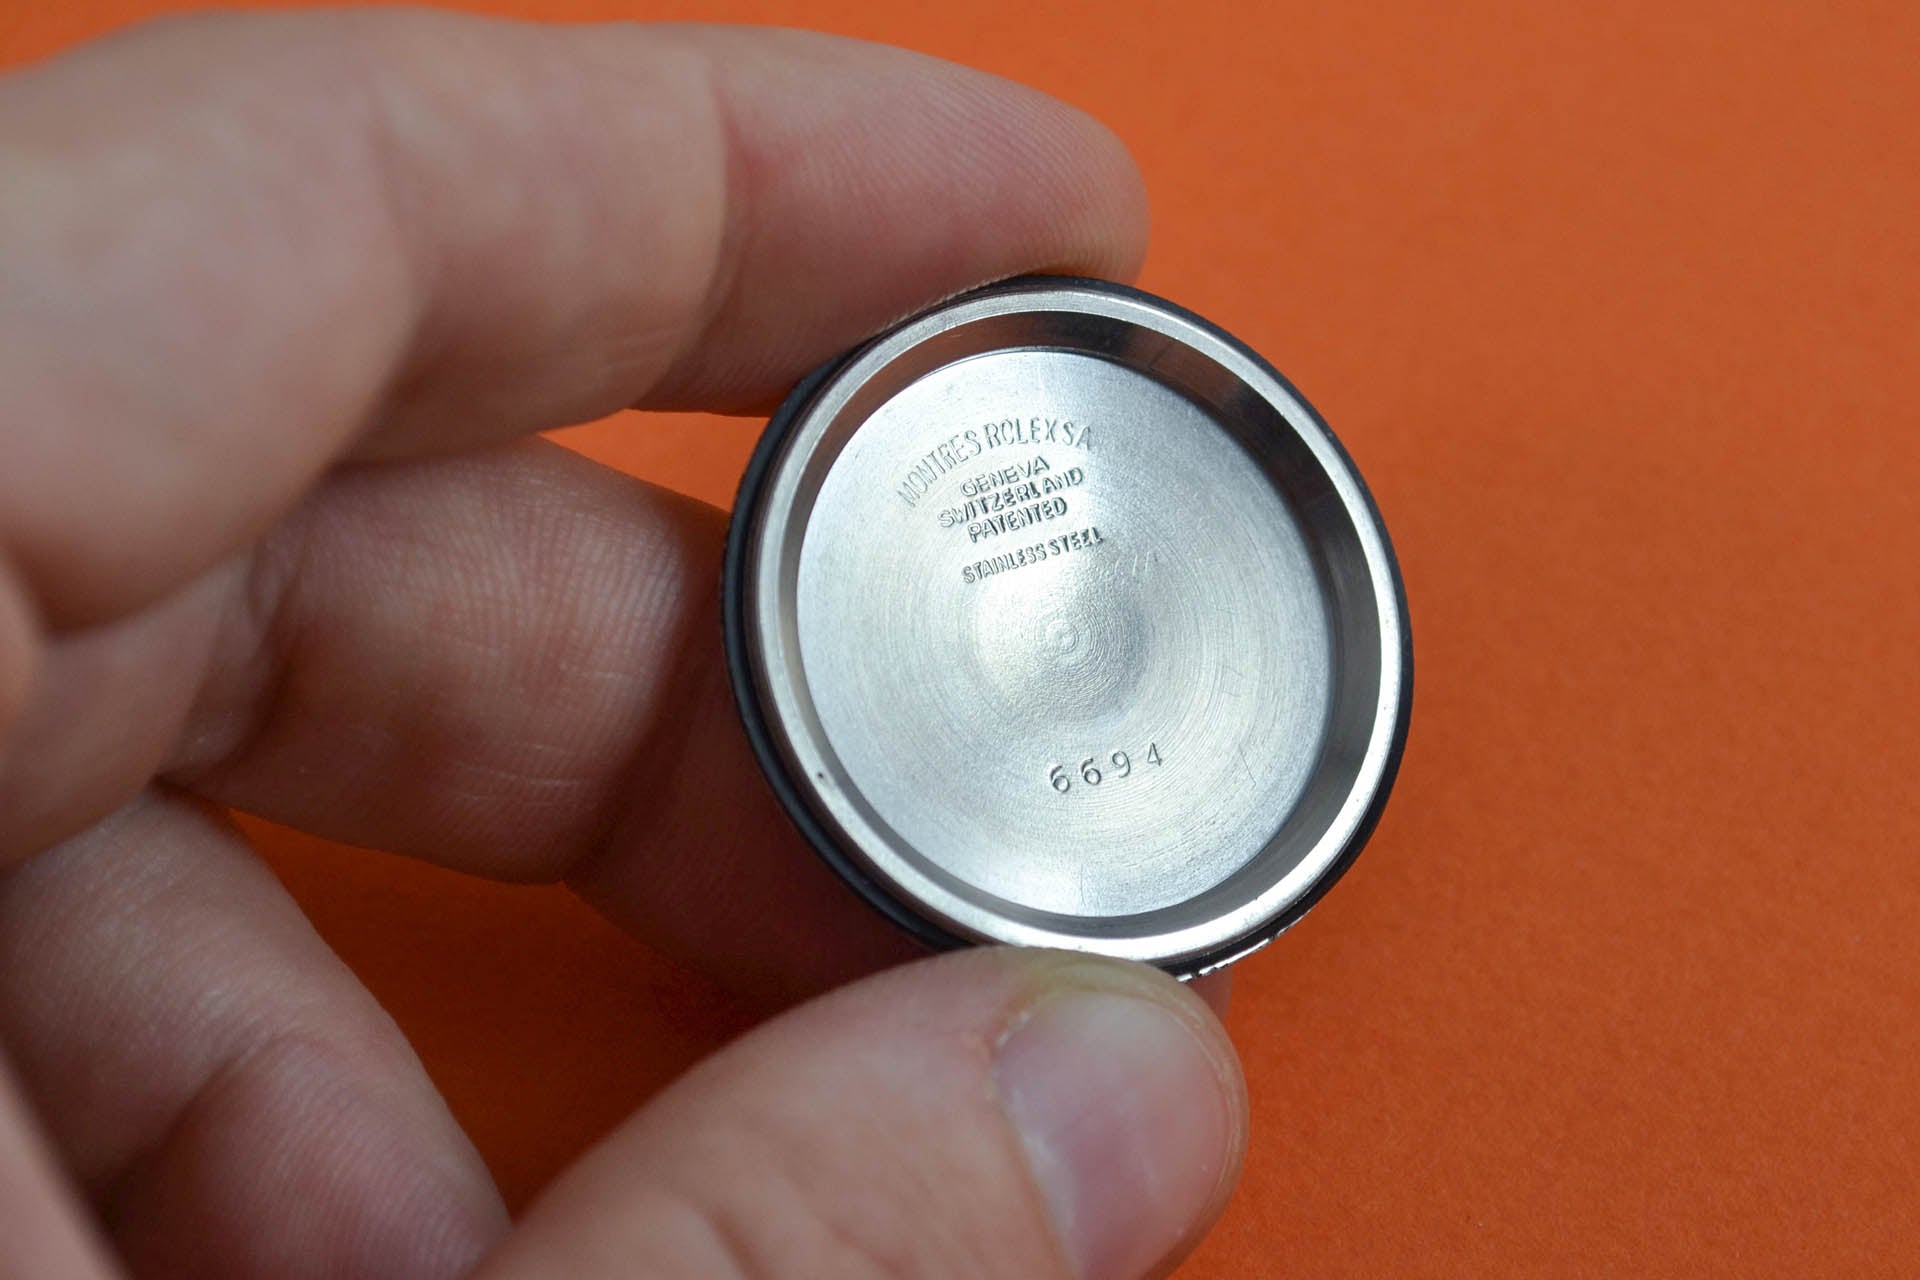 MONTRES ROLEX SA
GENEVA
SWITZERLAND
PATENTED
STAINLESS STEEL
6694